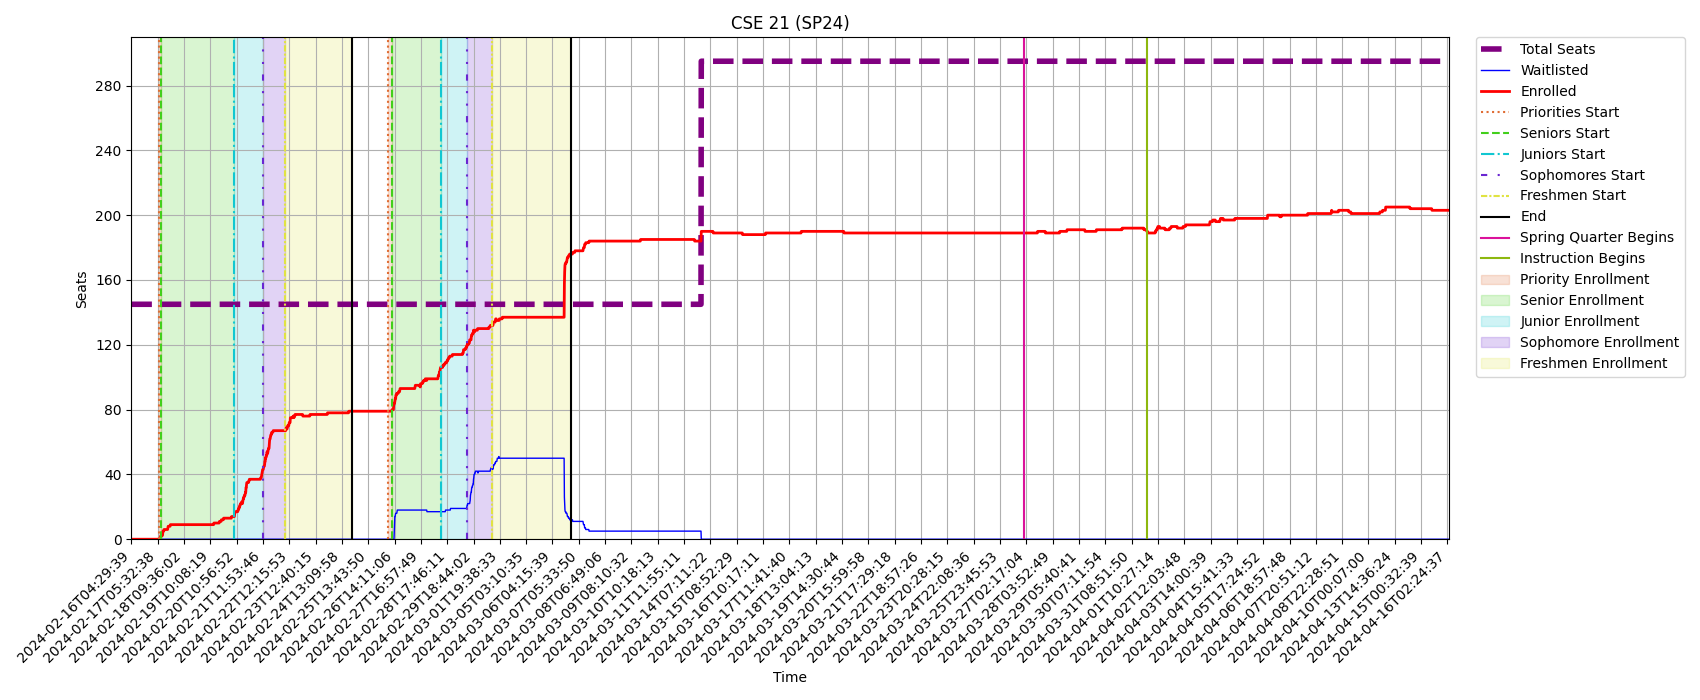 CSE 21 (SP24)
Seats
280
240
200
160
120
80
40
0
2024-02-16T04:29:39
2024-02-17T05:32:38
2024-02-18T09:36:02
2024-02-19T10:08:19
2024-02-20T10:56:52
2024-02-21T11:53:46
2024-02-22T12:15:53
2024-02-23T12:40:15
2024-02-24T13:09:58
2024-02-25T13:43:50
2024-02-26T14:11:06
2024-02-27T16:57:49
2024-02-28T17:46:11
2024-02-29T18:44:02
2024-03-01T19:38:33
2024-03-05T03:10:35
2024-03-06T04:15:39
2024-03-07T05:33:50
2024-03-08T06:49:06
2024-03-09T08:10:32
2024-03-10T10:18:13
2024-03-11T11:55:11
2024-03-14T07:11:22
2024-03-15T08:52:29
2024-03-16T10:17:11
2024-03-17T11:41:40
2024-03-18T13:04:13
2024-03-19T14:30:44
2024-03-20T15:59:58
2024-03-21T17:29:18
2024-03-22T18:57:26
2024-03-23T20:28:15
2024-03-24T22:08:36
2024-03-25T23:45:53
2024-03-27T02:17:04
2024-03-28T03:52:49
2024-03-29T05:40:41
2024-03-30T07:11:54
2024-03-31T08:51:50
2024-04-01T10:27:14
2024-04-02T12:03:48
2024-04-03T14:00:39
2024-04-04T15:41:33
2024-04-05T17:24:52
2024-04-06T18:57:48
2024-04-07T20:51:12
2024-04-08T22:28:51
2024-04-10T00:07:00
2024-04-13T14:36:24
2024-04-15T00:32:39
2024-04-16T02:24:37
Time
Total Seats
Waitlisted
Enrolled
Priorities Start
Seniors Start
Juniors Start
Sophomores Start
Freshmen Start
End
Spring Quarter Begins
Instruction Begins
Priority Enrollment
Senior Enrollment
Junior Enrollment
Sophomore Enrollment
Freshmen Enrollment